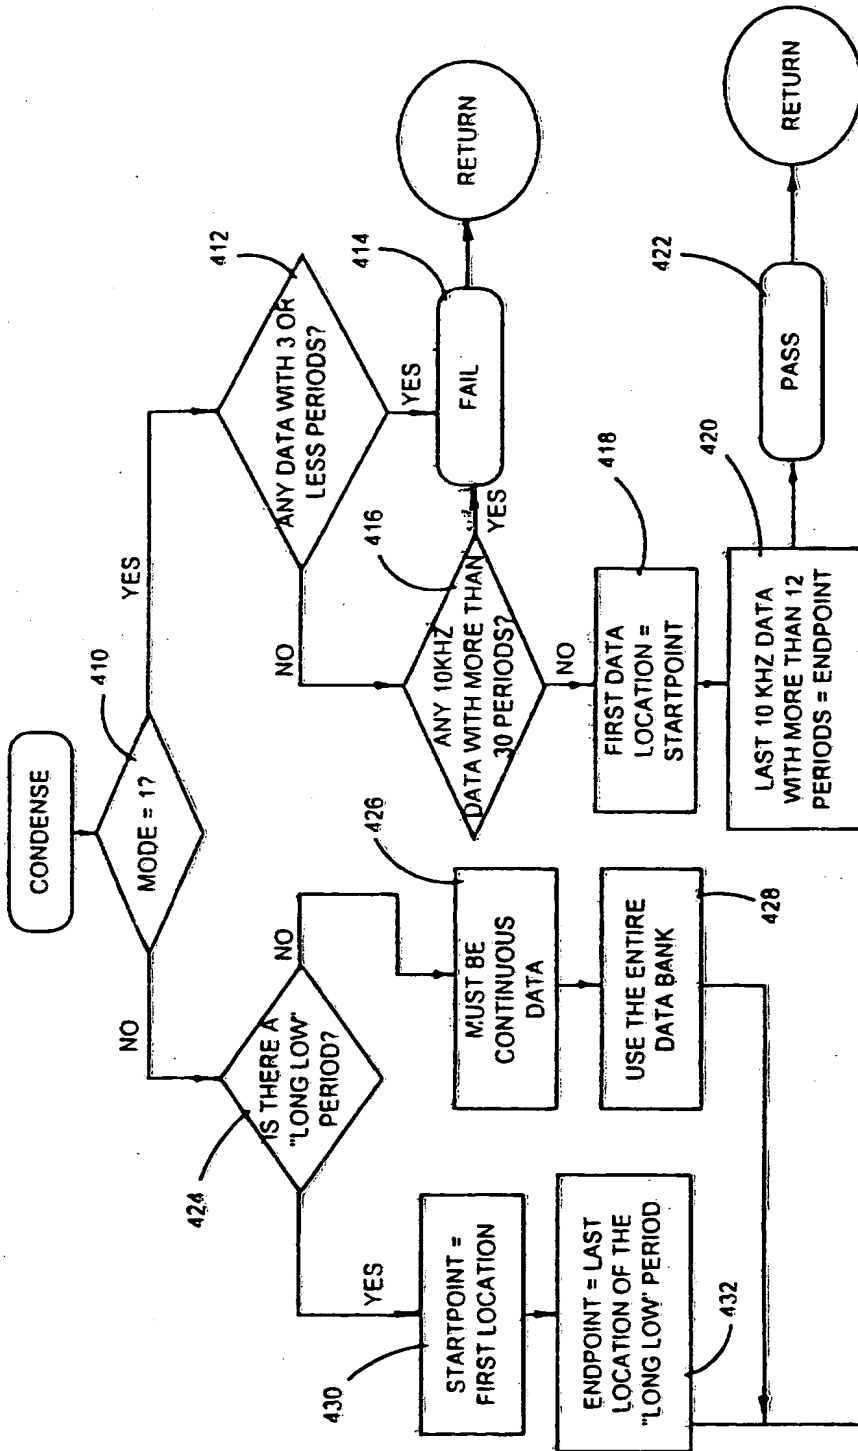 CONDENSE
410
MODE = 1?
NO
YES
424
IS THERE A
"LONG LOW"
PERIOD?
YES
NO
430
STARTPOINT =
FIRST LOCATION
ENDPOINT = LAST
LOCATION OF THE
"LONG LOW" PERIOD
432
426
MUST BE
CONTINUOUS
DATA
USE THE ENTIRE
DATA BANK
428
412
ANY DATA WITH 3 OR
LESS PERIODS?
NO
YES
414
FAIL
RETURN
416
ANY 10KHZ
DATA WITH MORE THAN
30 PERIODS?
YES
NO
418
FIRST DATA
LOCATION =
STARTPOINT
420
LAST 10 KHZ DATA
WITH MORE THAN 12
PERIODS = ENDPOINT
422
PASS
RETURN